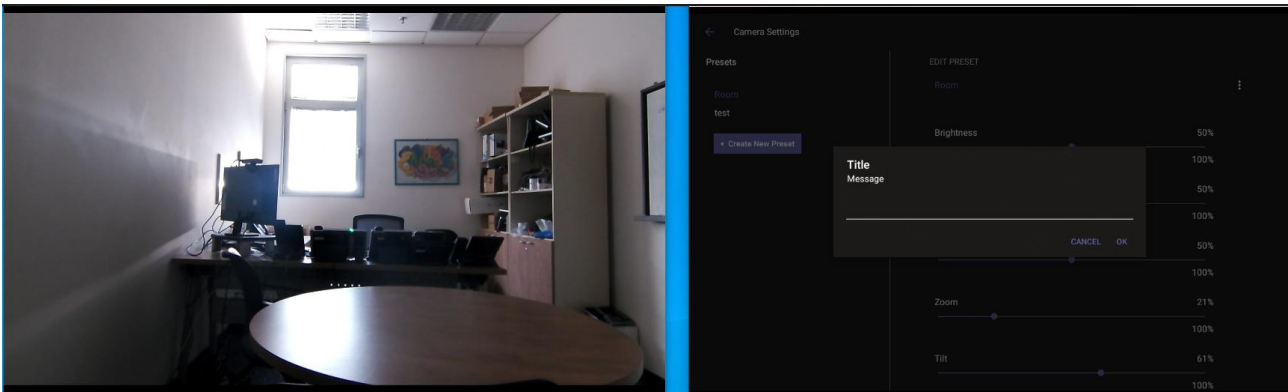 Camera Settings
Presets
Room
test
+ Create New Preset
EDIT PRESET
Room
Brightness
50%
100%
50%
100%
50%
100%
Zoom
21%
100%
Tilt
61%
100%
Title
Message
CANCEL OK